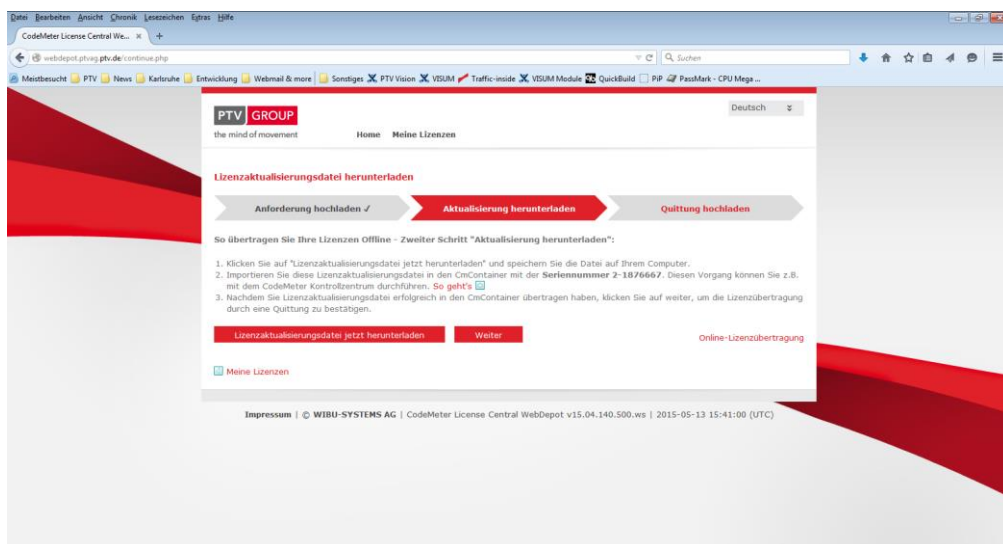 Datei Bearbeiten Ansicht Chronik Lesezeichen Extras Hilfe
CodeMeter License Central We... × +
webdepot.ptvag.ptv.de/continue.php Suchen
Meistbesucht PTV News Karlsruhe Entwicklung Webmail & more Sonstiges PTV Vision VISUM Traffic-inside VISUM Module QuickBuild PiP PassMark - CPU Mega ...
Deutsch
PTV GROUP
the mind of movement Home Meine Lizenzen
Lizenzaktualisierungsdatei herunterladen
Anforderung hochladen ✓ Aktualisierung herunterladen Quittung hochladen
So übertragen Sie Ihre Lizenzen Offline - Zweiter Schritt "Aktualisierung herunterladen":
1. Klicken Sie auf "Lizenzaktualisierungsdatei jetzt herunterladen" und speichern Sie die Datei auf Ihrem Computer.
2. Importieren Sie diese Lizenzaktualisierungsdatei in den CmContainer mit der Seriennummer 2-1876667. Diesen Vorgang können Sie z.B.
mit dem CodeMeter Kontrollzentrum durchführen. So geht's
3. Nachdem Sie Lizenzaktualisierungsdatei erfolgreich in den CmContainer übertragen haben, klicken Sie auf weiter, um die Lizenzübertragung
durch eine Quittung zu bestätigen.
Lizenzaktualisierungsdatei jetzt herunterladen Weiter
Online-Lizenzübertragung
Meine Lizenzen
Impressum | © WIBU-SYSTEMS AG | CodeMeter License Central WebDepot v15.04.140.500.ws | 2015-05-13 15:41:00 (UTC)